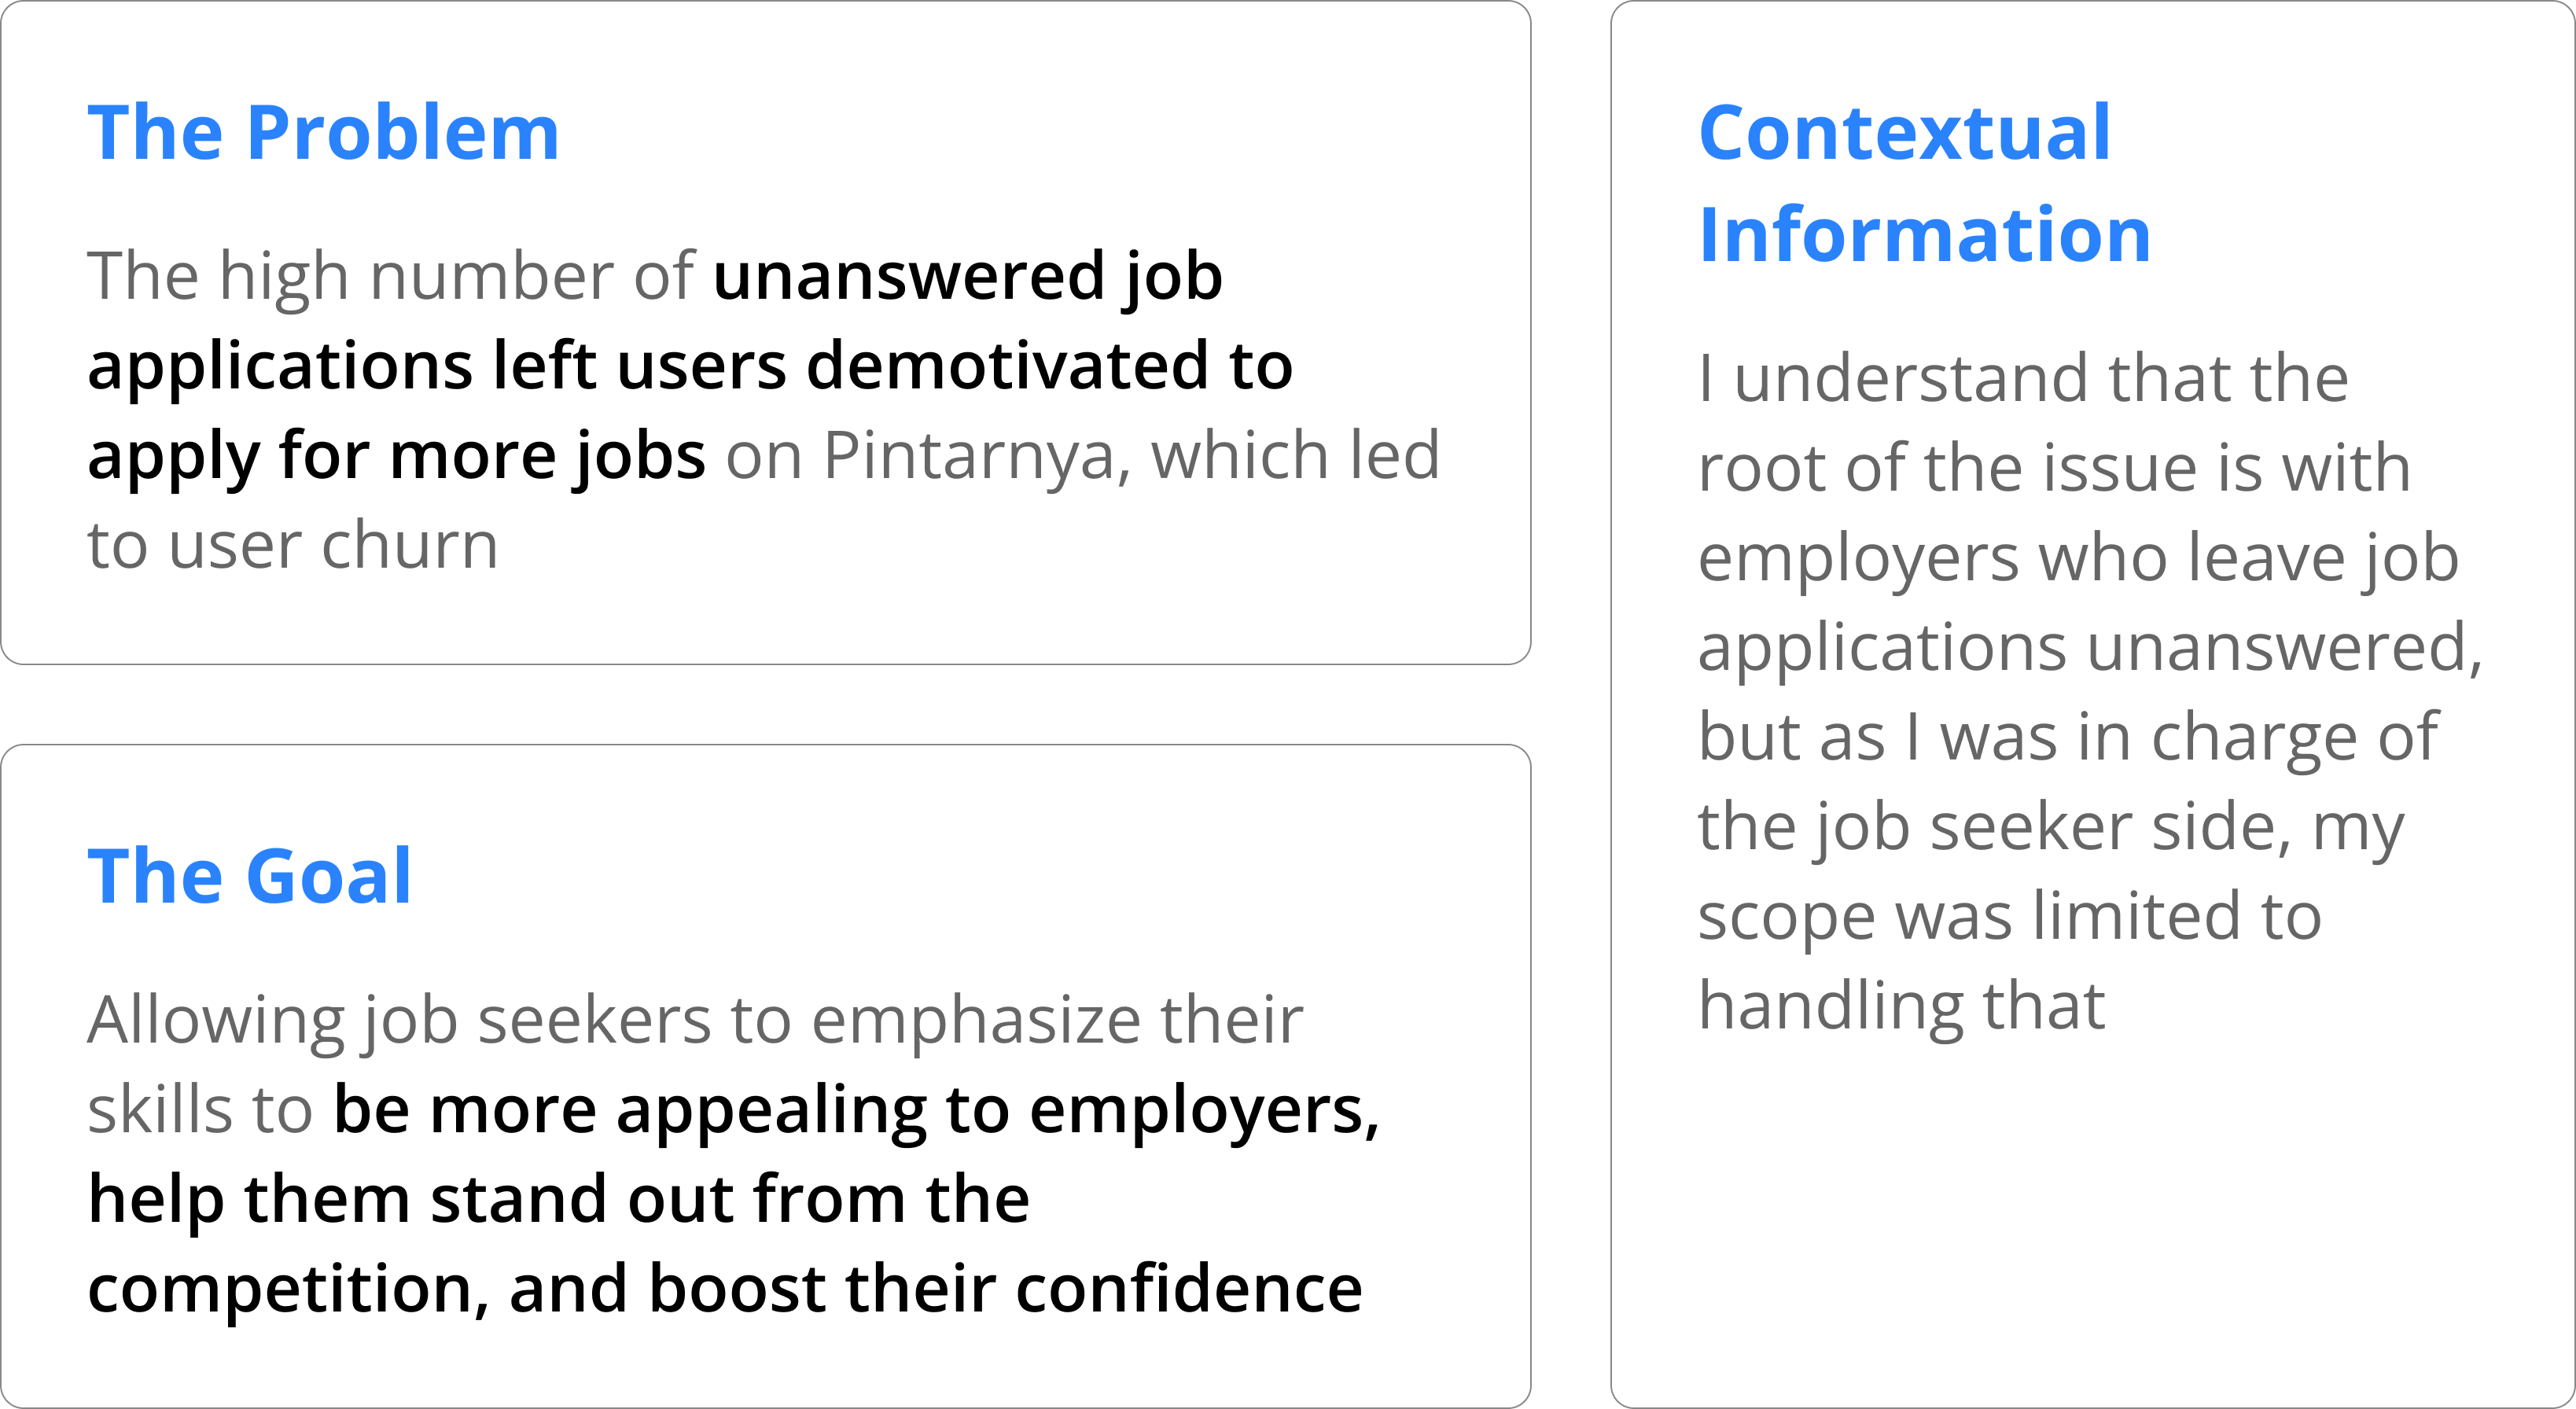 The Problem
The high number of unanswered job
applications left users demotivated to
apply for more jobs on Pintarnya, which led
to user churn
The Goal
Allowing job seekers to emphasize their
skills to be more appealing to employers,
help them stand out from the
competition, and boost their confidence
Contextual
Information
I understand that the
root of the issue is with
employers who leave job
applications unanswered,
but as I was in charge of
the job seeker side, my
scope was limited to
handling that